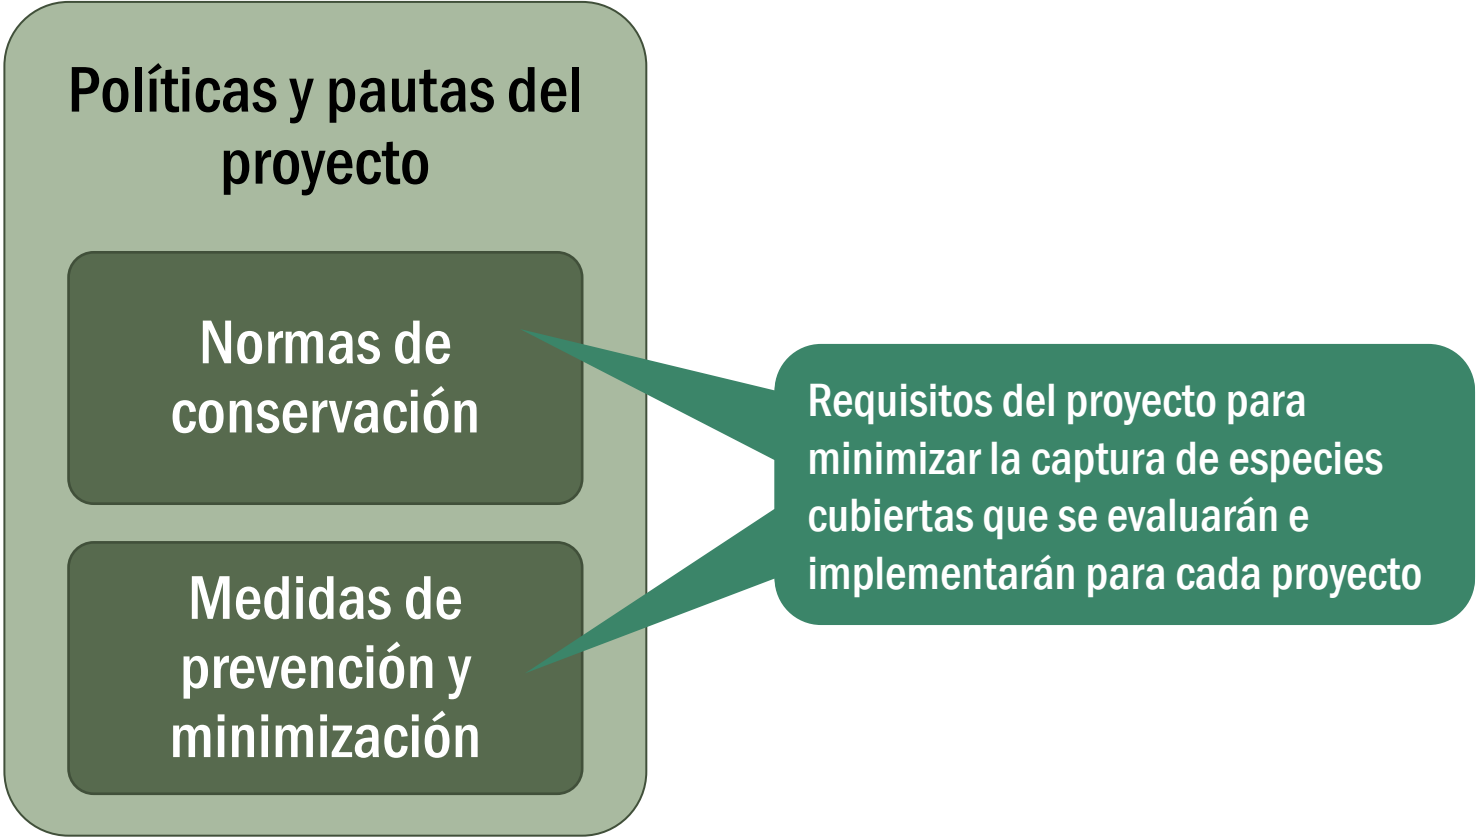 Políticas y pautas del
proyecto
Normas de
conservación
Medidas de
prevención y
minimización
Requisitos del proyecto para
minimizar la captura de especies
cubiertas que se evaluarán e
implementarán para cada proyecto